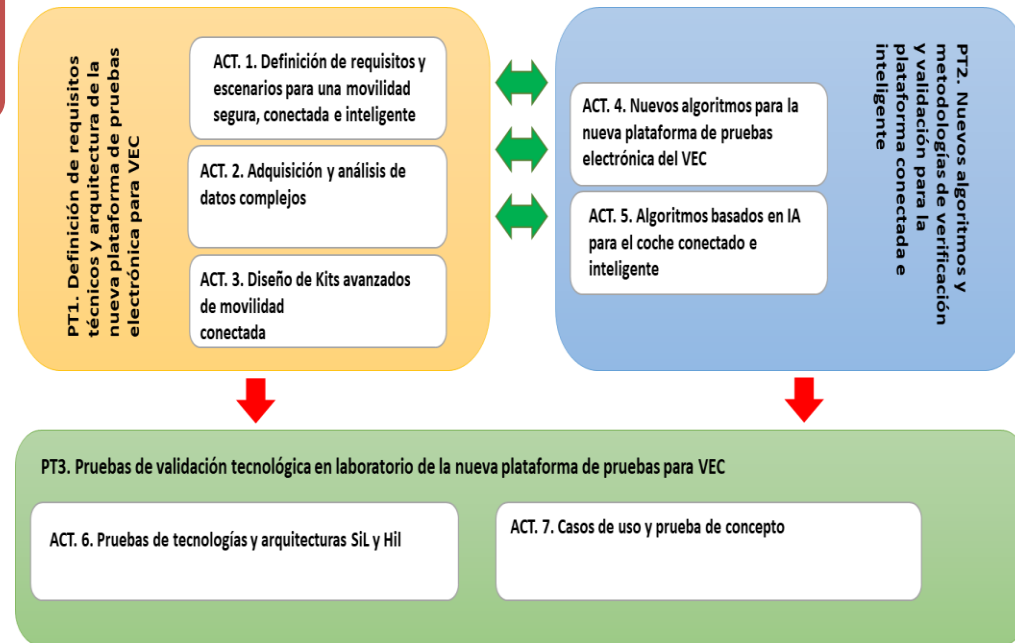 PT1. Definición de requisitos
técnicos y arquitectura de la
nueva plataforma de pruebas
electrónica para VEC
ACT. 1. Definición de requisitos y
escenarios para una movilidad
segura, conectada e inteligente
ACT. 2. Adquisición y análisis de
datos complejos
ACT. 3. Diseño de Kits avanzados
de movilidad
conectada
ACT. 4. Nuevos algoritmos para la
nueva plataforma de pruebas
electrónica del VEC
ACT. 5. Algoritmos basados en IA
para el coche conectado e
inteligente
PT2. Nuevos algoritmos y
metodologías de verificación
y validación para la
plataforma conectada e
inteligente
PT3. Pruebas de validación tecnológica en laboratorio de la nueva plataforma de pruebas para VEC
ACT. 6. Pruebas de tecnologías y arquitecturas SiL y Hil
ACT. 7. Casos de uso y prueba de concepto